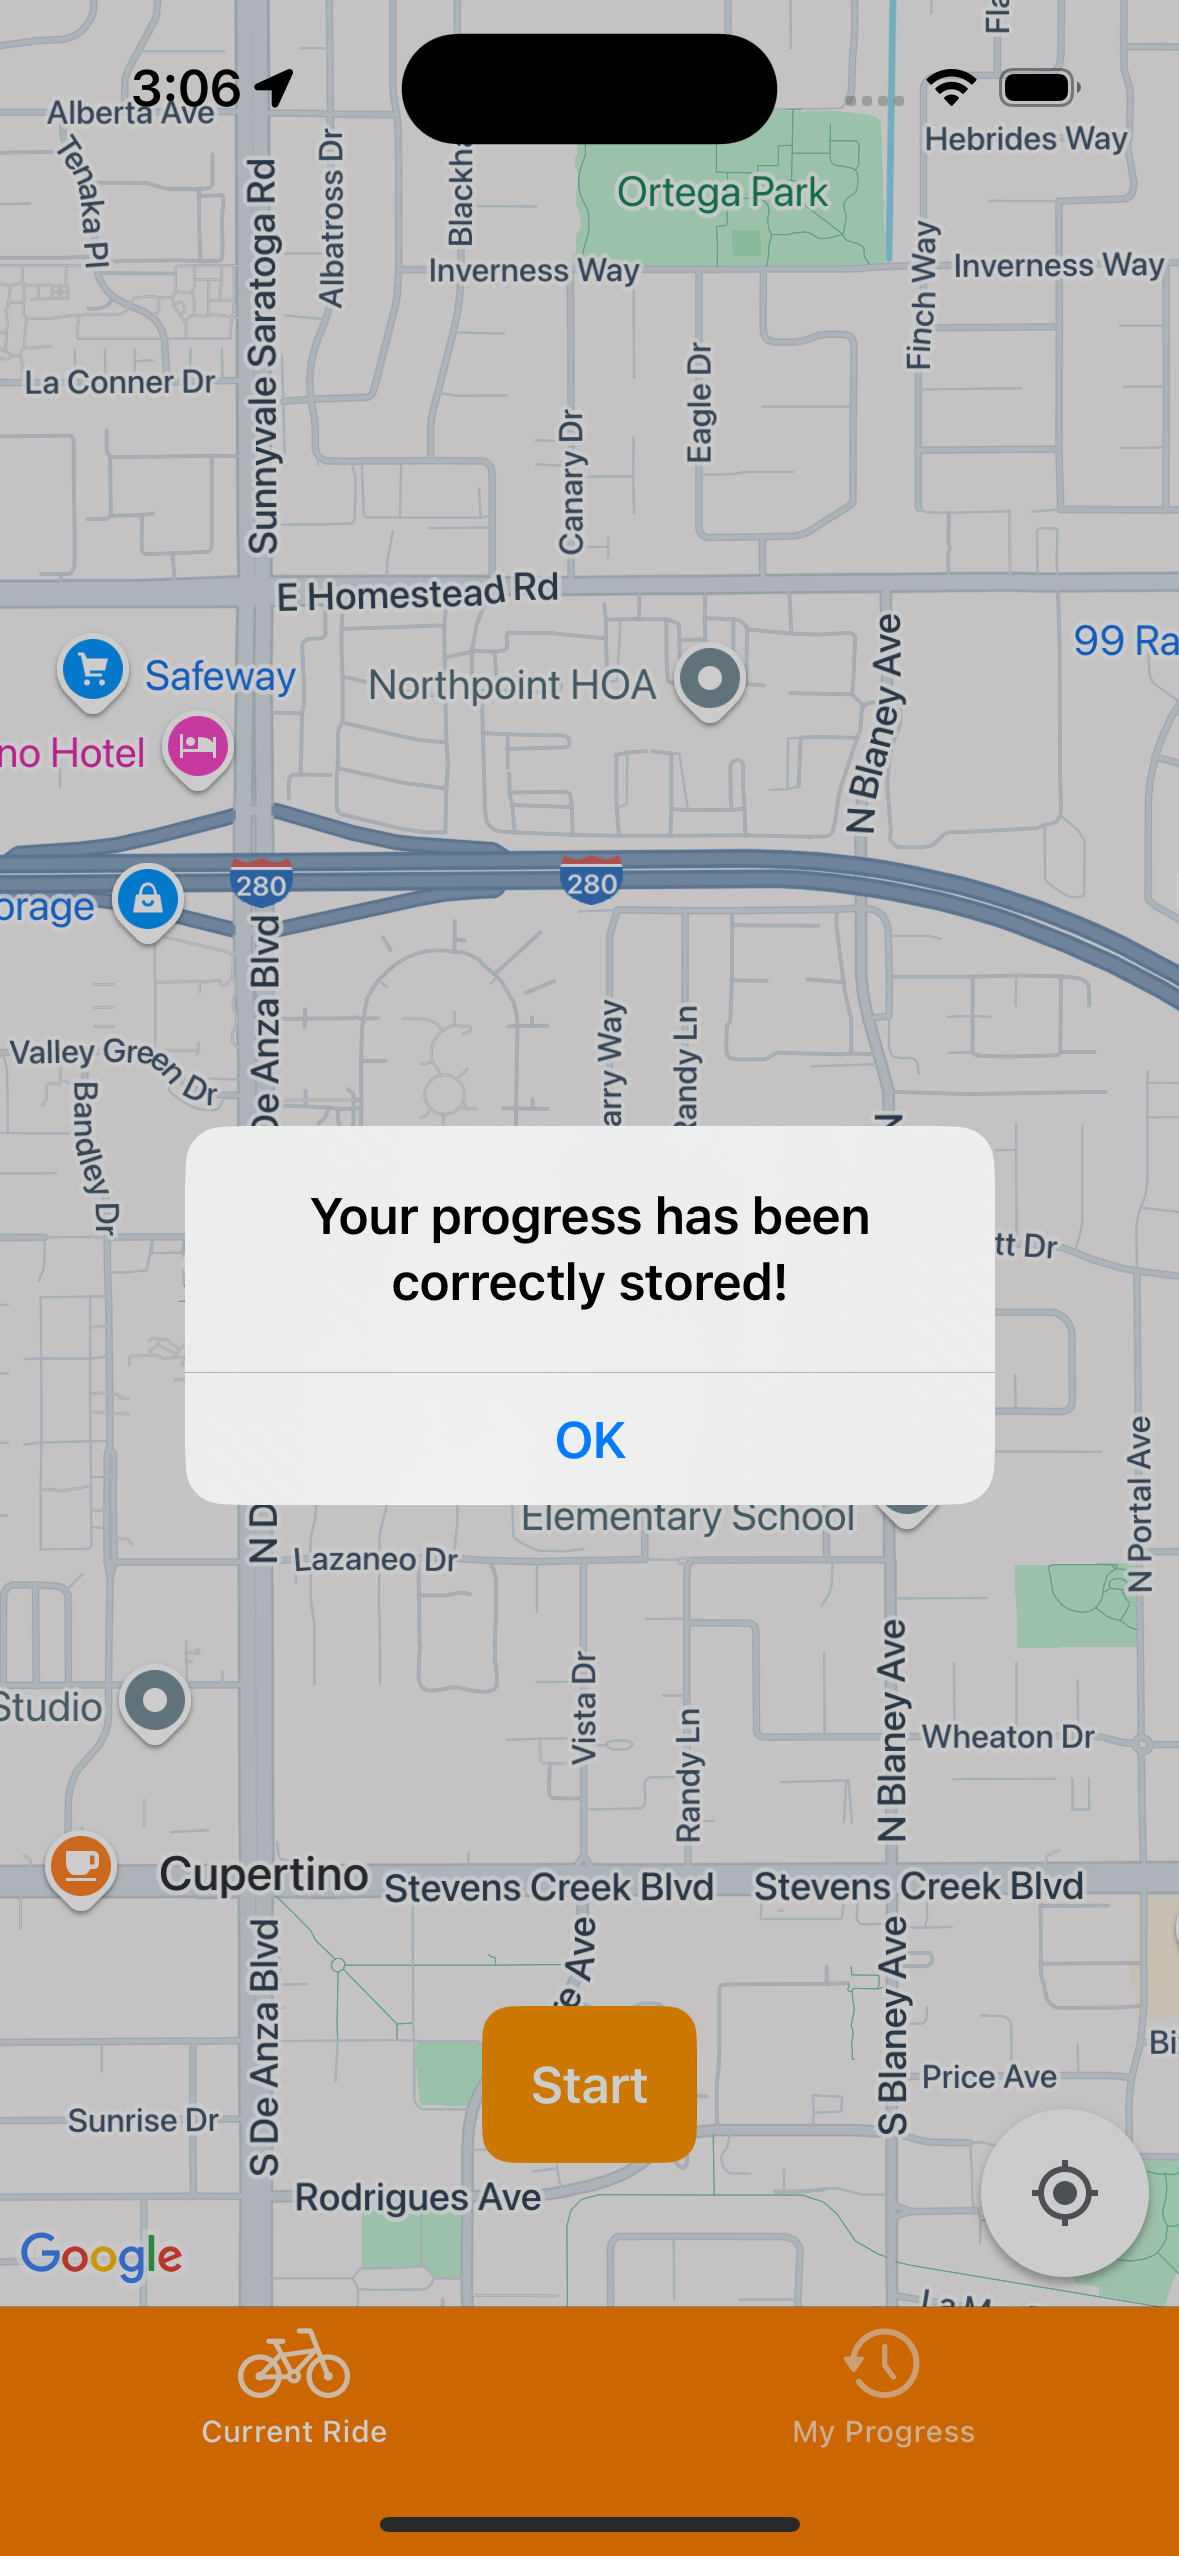 3:06
Alberta Ave
Tenaka Pl
Sunnyvale Saratoga Rd
Albatross Dr
Ortega Park
Hebrides Way
Inverness Way
Inverness Way
Finch Way
La Conner Dr
Eagle Dr
Canary Dr
E Homestead Rd
Safeway
Northpoint HOA
N Blaney Ave
99 Ra
no Hotel
280
280
orage
De Anza Blvd
Valley Green Dr
Bandley Dr
arry Way
Randy Ln
N
Your progress has been
correctly stored!
tt Dr
OK
Elementary School
N D
Lazaneo Dr
N Portal Ave
Studio
Vista Dr
Randy Ln
N Blaney Ave
Wheaton Dr
Cupertino
Stevens Creek Blvd
Stevens Creek Blvd
S De Anza Blvd
re Ave
S Blaney Ave
Start
Price Ave
Sunrise Dr
Rodrigues Ave
Google
Current Ride
My Progress